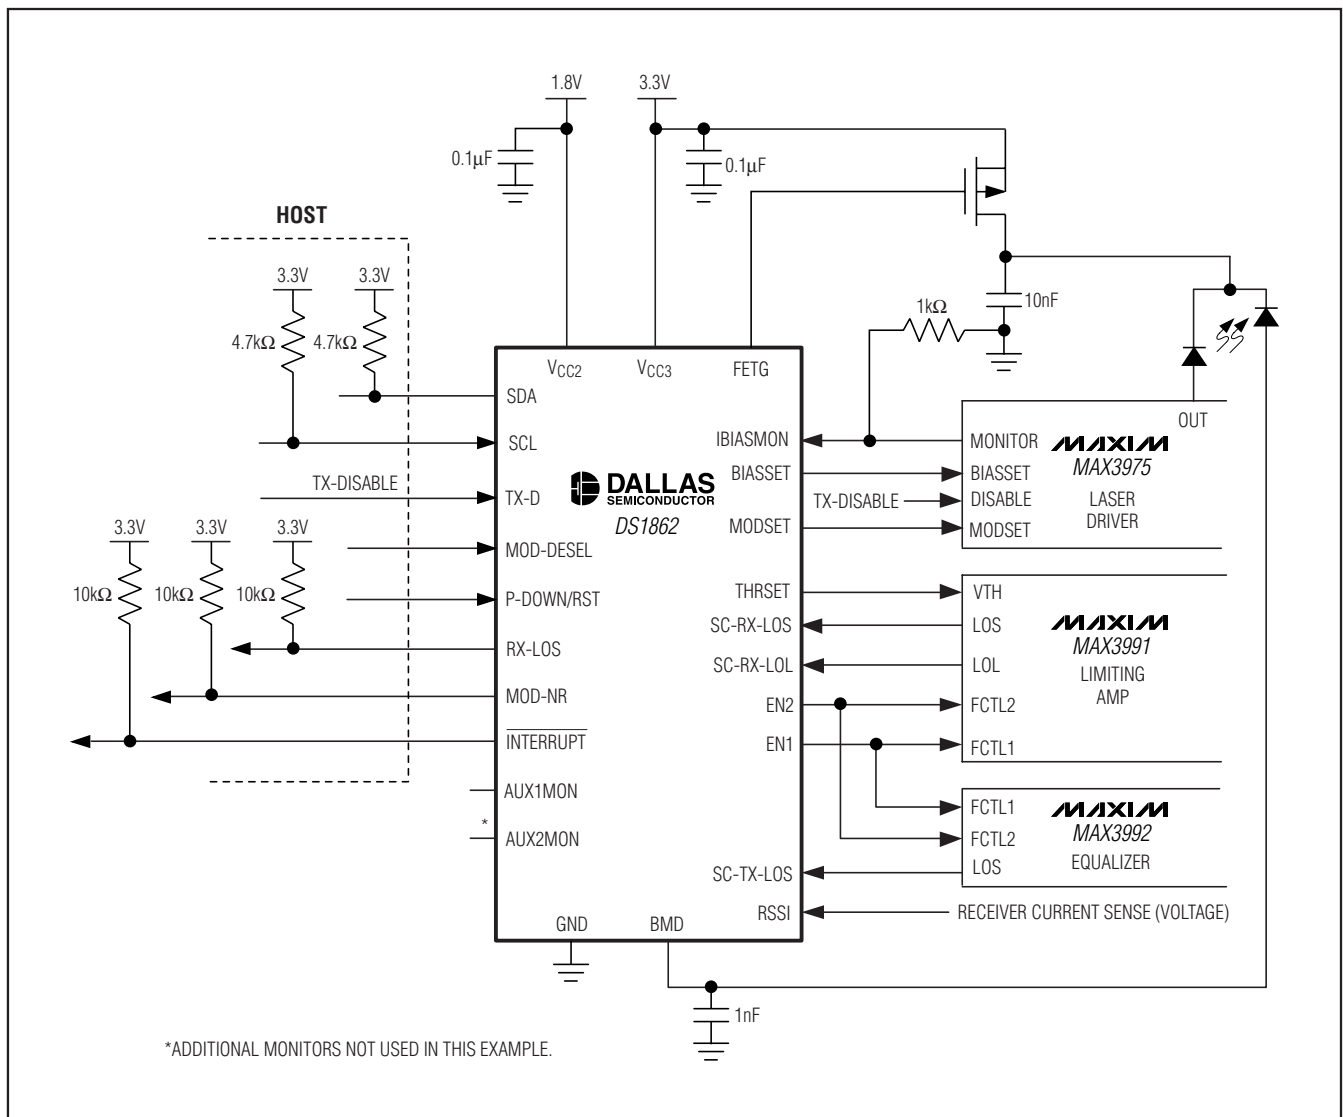 1.8V
3.3V
0.1µF
0.1µF
HOST
3.3V
3.3V
4.7kΩ
4.7kΩ
1kΩ
10nF
VCC2
VCC3
FETG
SDA
SCL
TX-DISABLE
TX-D
MOD-DESEL
P-DOWN/RST
RX-LOS
MOD-NR
INTERRUPT
AUX1MON
*
AUX2MON
3.3V
3.3V
3.3V
10kΩ
10kΩ
10kΩ
DALLAS
SEMICONDUCTOR
DS1862
IBIASMON
BIASSET
MODSET
THRSET
SC-RX-LOS
SC-RX-LOL
EN2
EN1
SC-TX-LOS
RSSI
GND
BMD
TX-DISABLE
OUT
MONITOR
BIASSET
DISABLE
MODSET
MAXIM
MAX3975
LASER
DRIVER
VTH
LOS
LOL
FCTL2
FCTL1
MAXIM
MAX3991
LIMITING
AMP
FCTL1
FCTL2
LOS
MAXIM
MAX3992
EQUALIZER
RECEIVER CURRENT SENSE (VOLTAGE)
1nF
*ADDITIONAL MONITORS NOT USED IN THIS EXAMPLE.